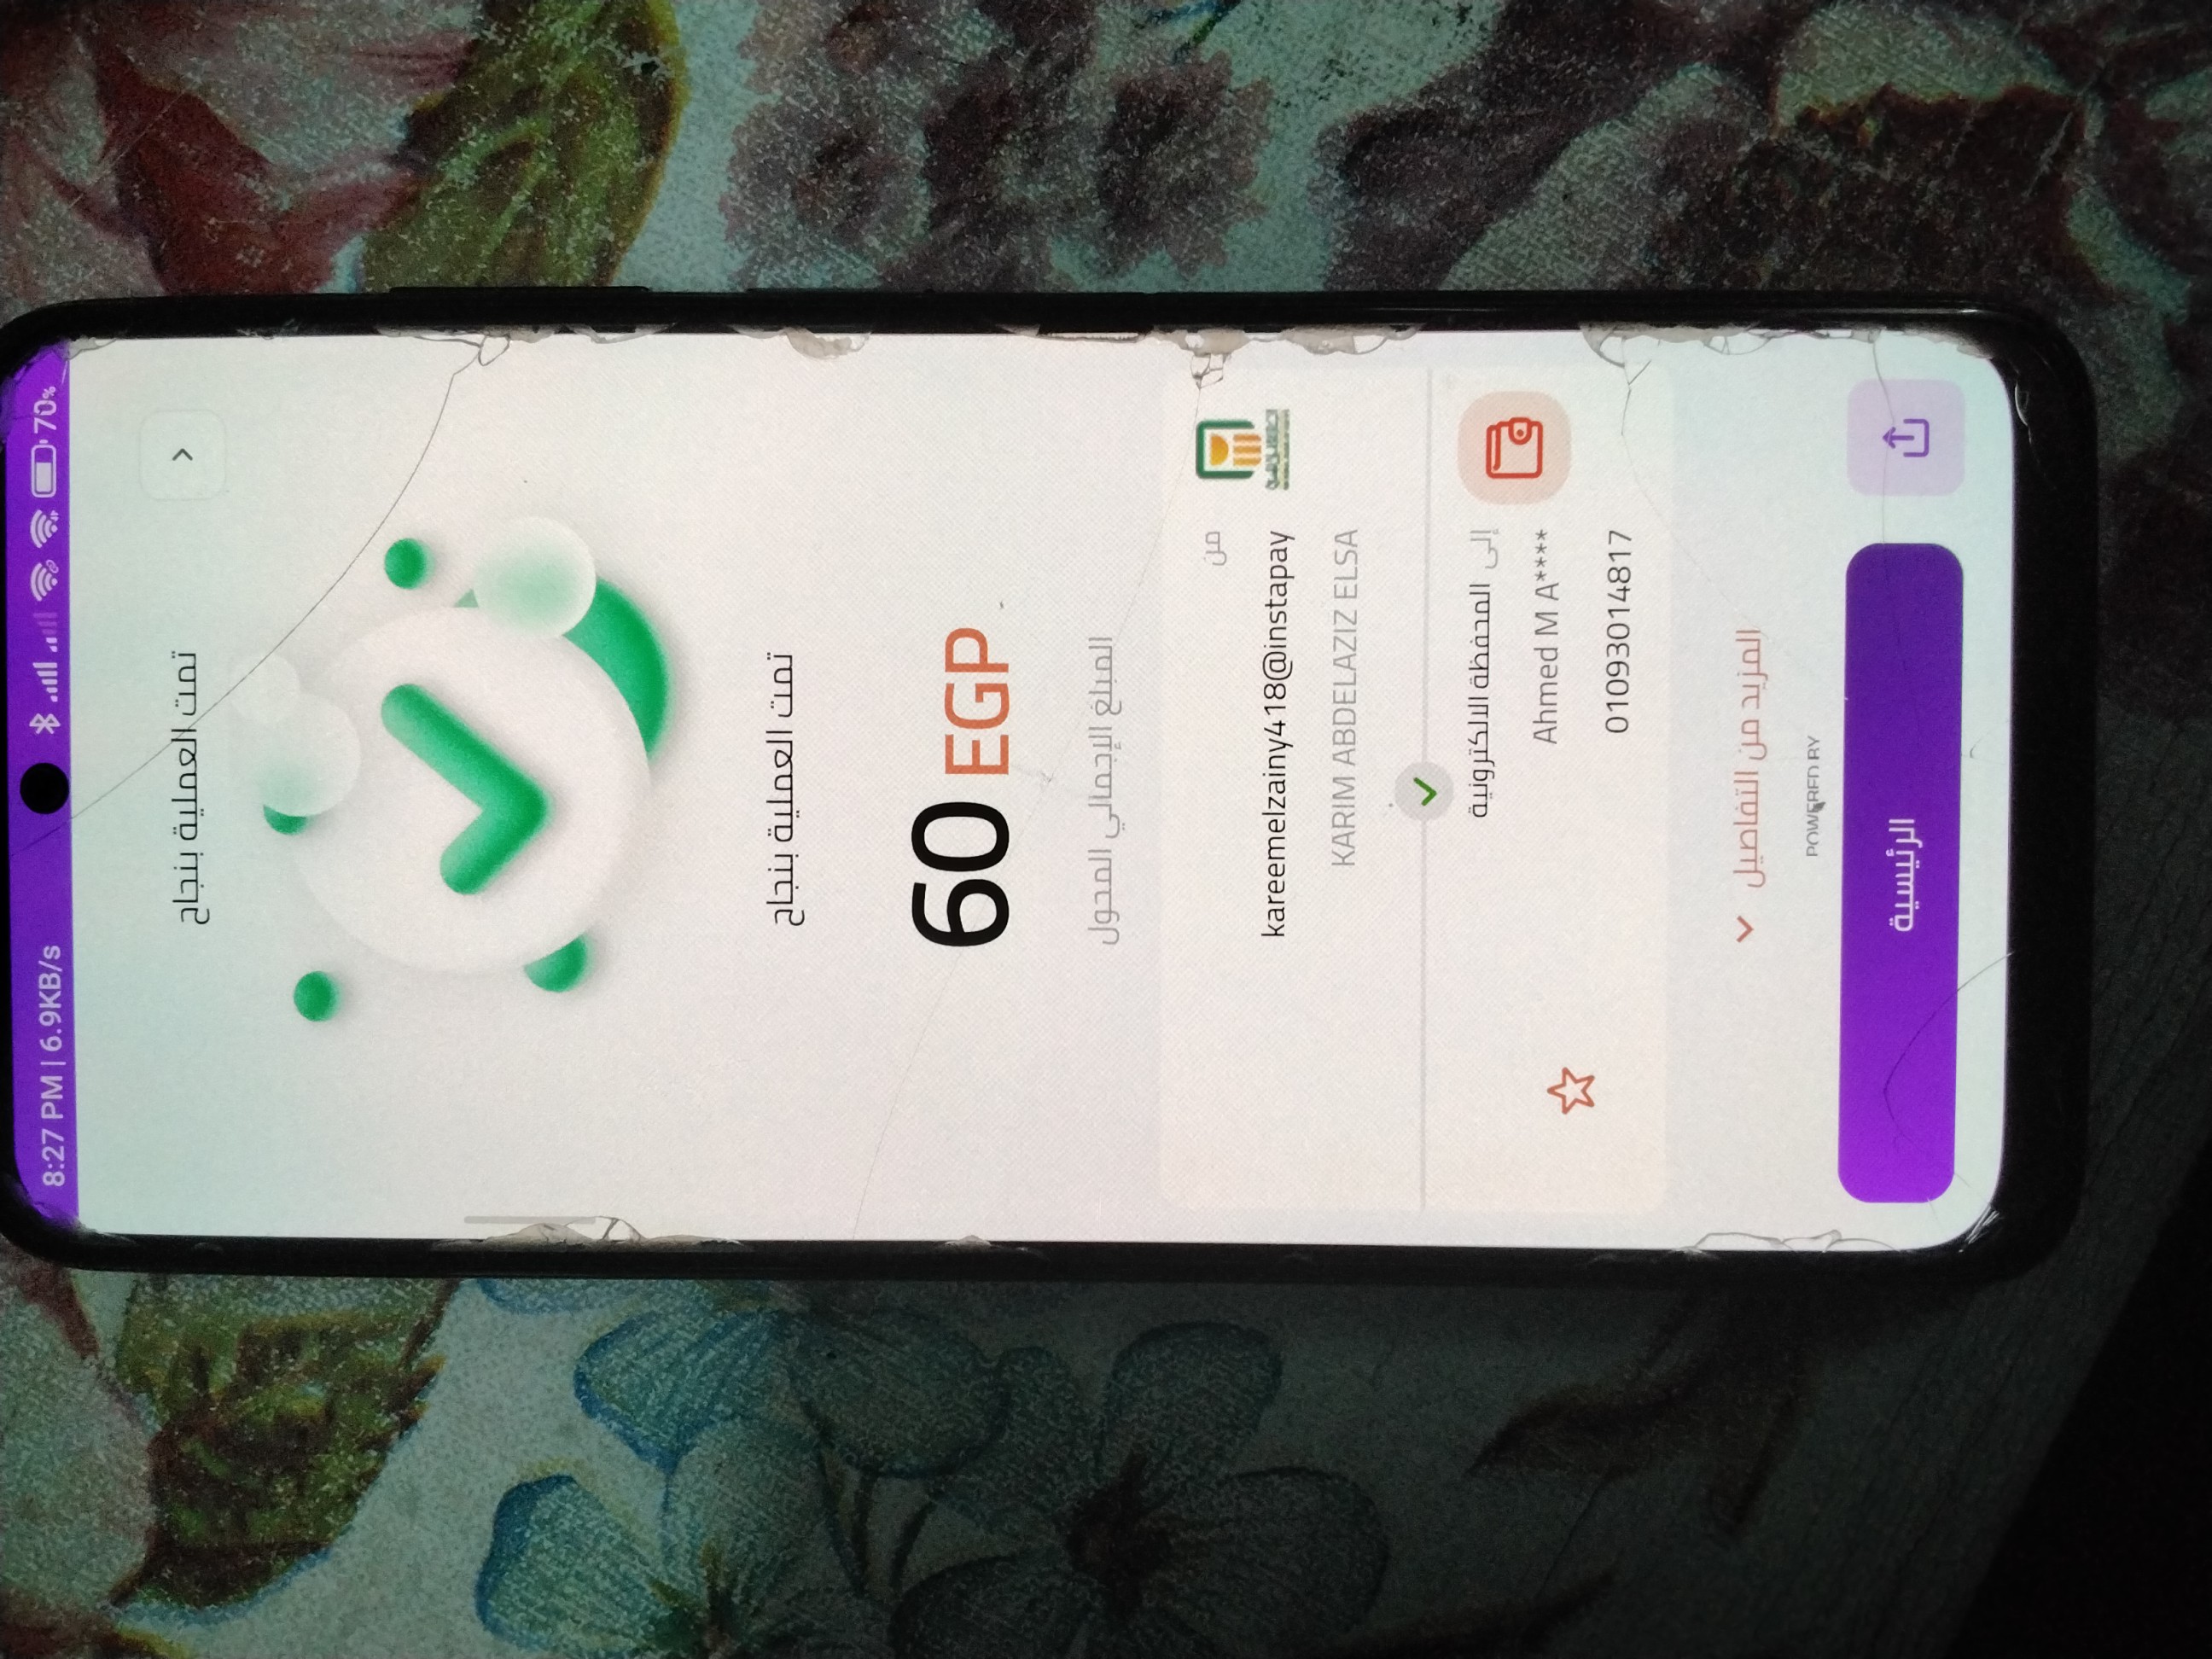 8:27 PM | 6.9KB/s
70%
تمت العملية بنجاح
تمت العملية بنجاح
60 EGP
المبلغ الإجمالي المحول
من
kareemelzainy418@instapay
KARIM ABDELAZIZ ELSA
إلى المحفظة الالكترونية
Ahmed M A****
01093014817
المزيد من التفاصيل
POWERED BY
الرئيسية